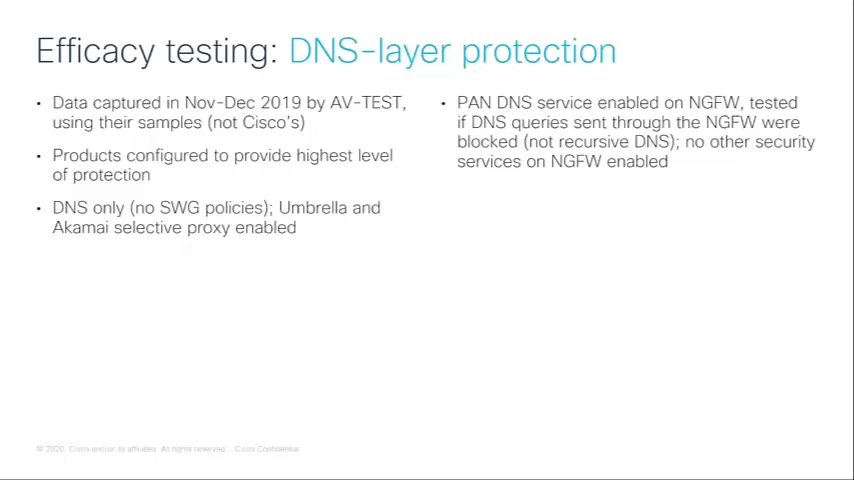 Efficacy testing: DNS-layer protection
• Data captured in Nov-Dec 2019 by AV-TEST,
using their samples (not Cisco's)
• Products configured to provide highest level
of protection
• DNS only (no SWG policies); Umbrella and
Akamai selective proxy enabled
• PAN DNS service enabled on NGFW, tested
if DNS queries sent through the NGFW were
blocked (not recursive DNS); no other security
services on NGFW enabled
© 2020 Cisco and/or its affiliates. All rights reserved. Cisco Confidential